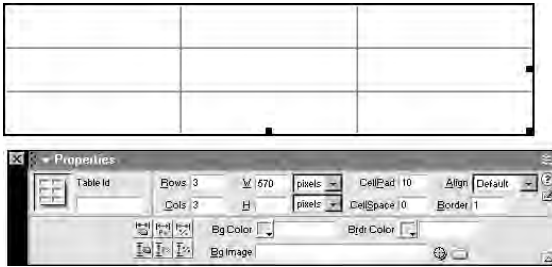 Properties
Table Id Rows 3 W 570 pixels CellPad 10 Align Default
Cols 3 H pixels CellSpace 0 Border 1
Bg Color Brdr Color
Bg Image